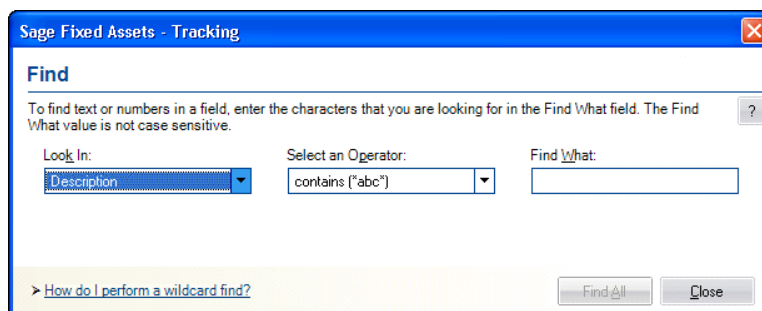 Sage Fixed Assets - Tracking
Find
To find text or numbers in a field, enter the characters that you are looking for in the Find What field. The Find
What value is not case sensitive.
?
Look In: Select an Operator: Find What:
Description contains (*abc*)
> How do I perform a wildcard find? Find All Close